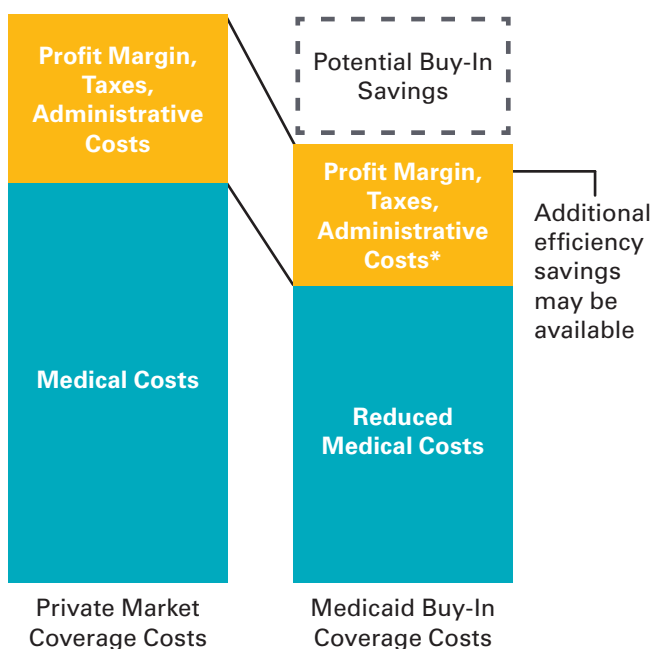 Profit Margin,
Taxes,
Administrative
Costs
Medical Costs
Private Market
Coverage Costs
Potential Buy-In
Savings
Profit Margin,
Taxes,
Administrative
Costs*
Reduced
Medical Costs
Medicaid Buy-In
Coverage Costs
Additional
efficiency
savings
may be
available